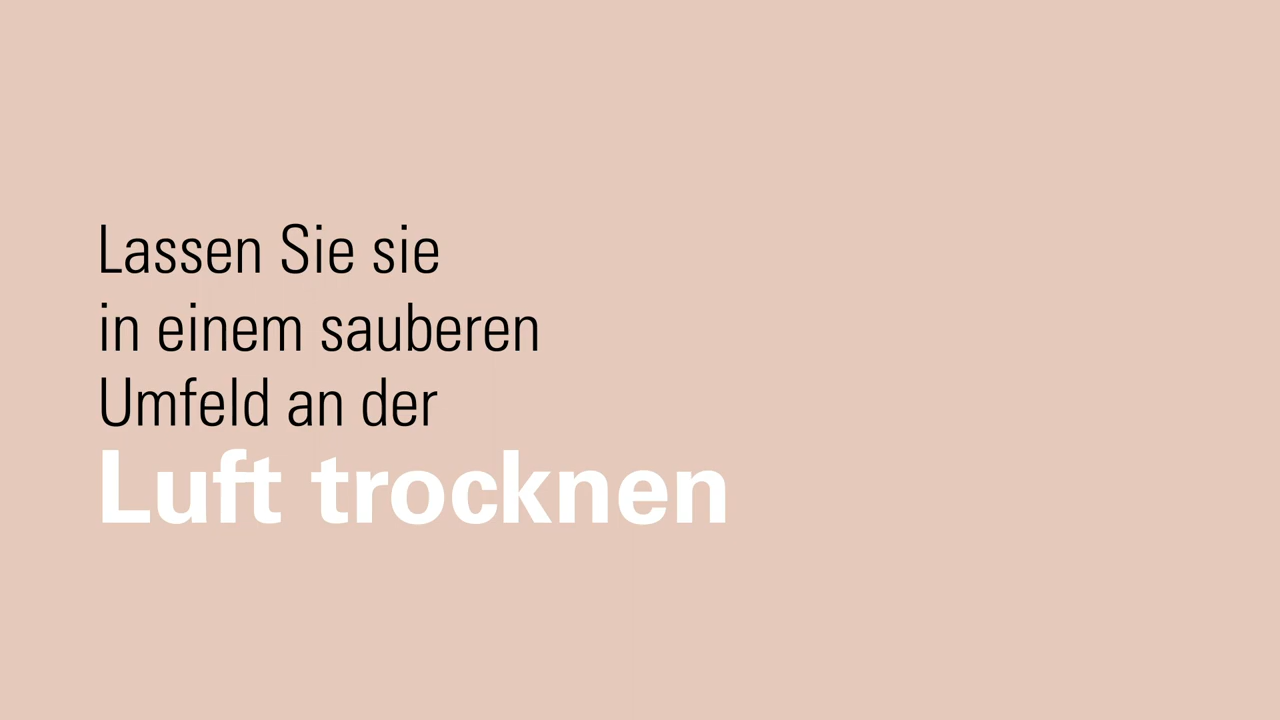 Lassen Sie sie
in einem sauberen
Umfeld an der
Luft trocknen